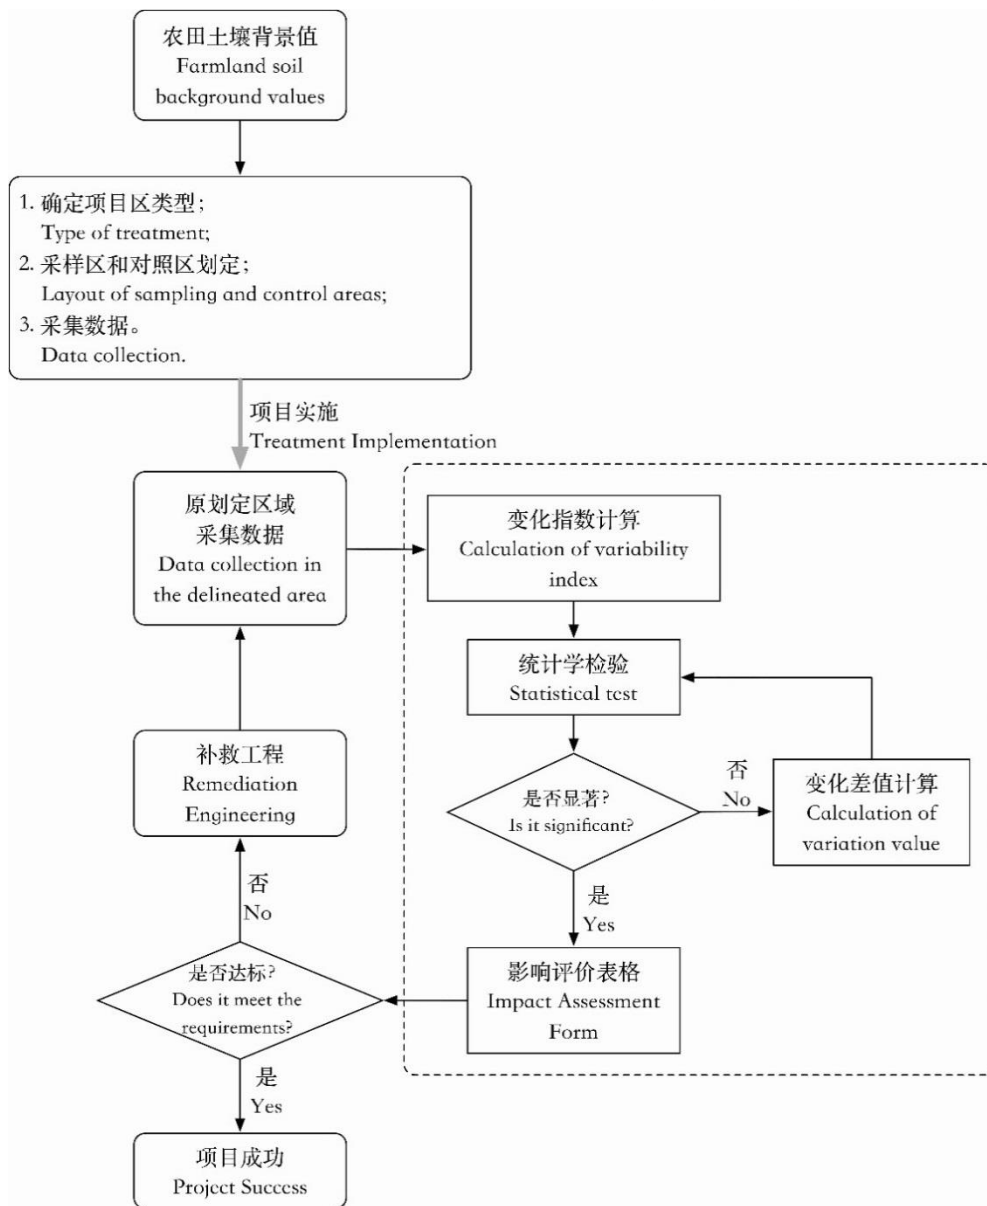 农田土壤背景值
Farmland soil
background values
1. 确定项目区类型;
Type of treatment;
2. 采样区和对照区划定;
Layout of sampling and control areas;
3. 采集数据。
Data collection.
项目实施
Treatment Implementation
原划定区域
采集数据
Data collection in
the delineated area
变化指数计算
Calculation of variability
index
统计学检验
Statistical test
是否显著?
Is it significant?
否
No
变化差值计算
Calculation of
variation value
是
Yes
影响评价表格
Impact Assessment
Form
是否达标?
Does it meet the
requirements?
否
No
补救工程
Remediation
Engineering
是
Yes
项目成功
Project Success